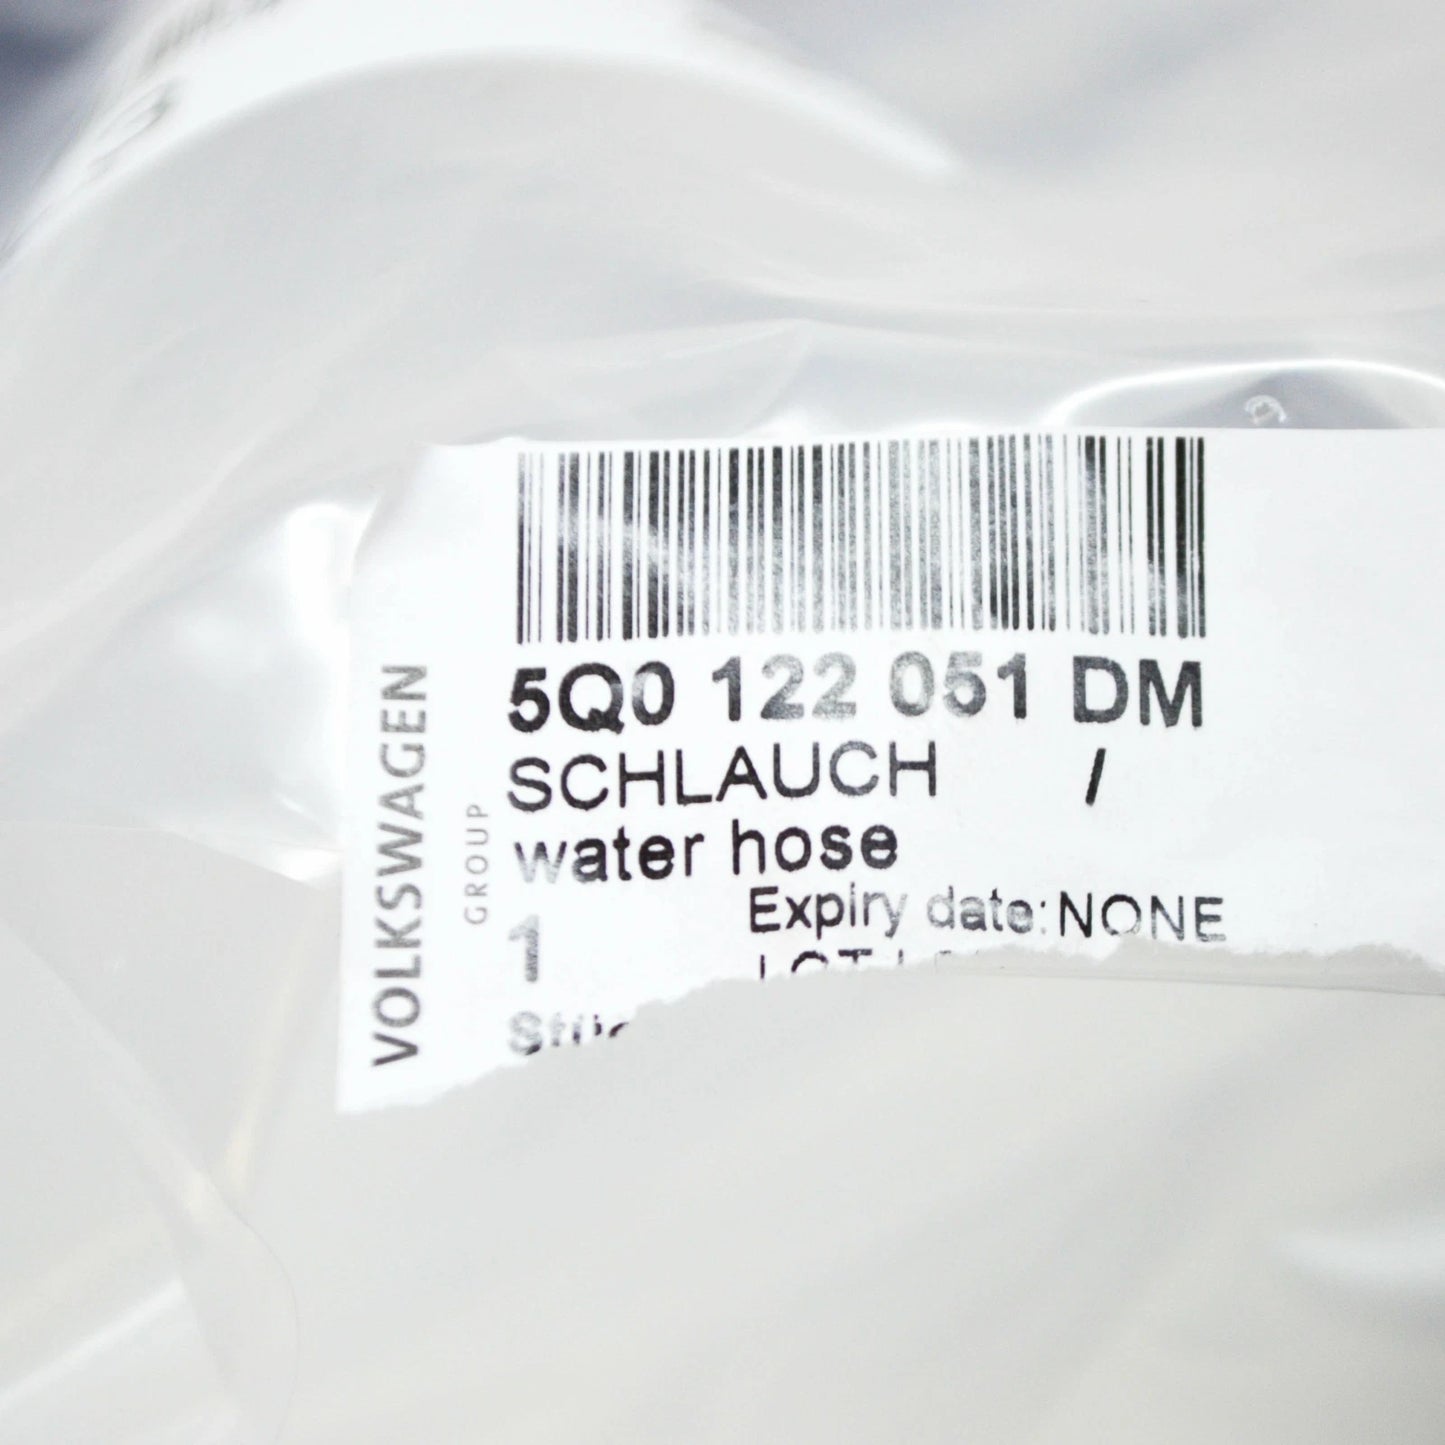 VOLKSWAGEN
GROUP
5Q0 122 051 DM
SCHLAUCH /
water hose
1 Expiry date: NONE